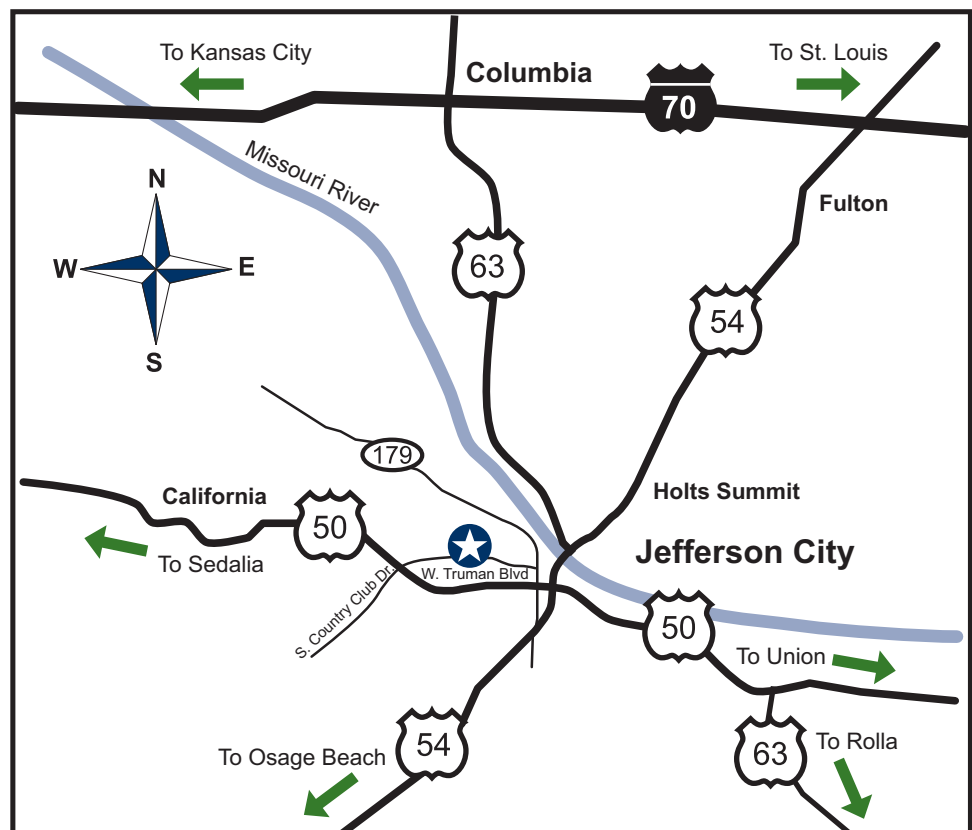 To Kansas City
To St. Louis
Columbia
70
Missouri River
N
Fulton
W
E
63
54
S
179
Holts Summit
California
50
Jefferson City
To Sedalia
W. Truman Blvd
S. Country Club Dr.
50
To Union
54
To Osage Beach
63
To Rolla